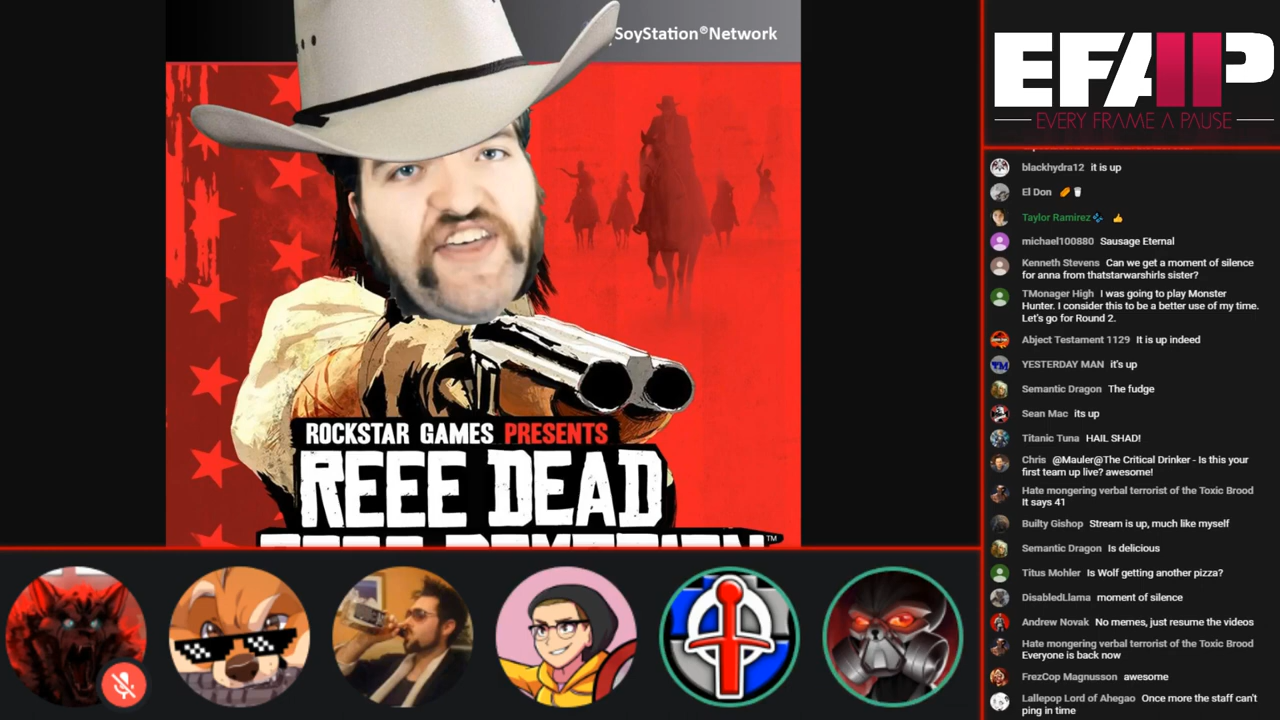 SoyStation®Network
ROCKSTAR GAMES PRESENTS
REEE DEAD
TM
EFAP
EVERY FRAME A PAUSE
blackhydra12 it is up
El Don
Taylor Ramirez
michael100880 Sausage Eternal
Kenneth Stevens Can we get a moment of silence
for anna from thatstarwarshirls sister?
TMonager High I was going to play Monster
Hunter. I consider this to be a better use of my time.
Let's go for Round 2.
Abject Testament 1129 It is up indeed
TM
YESTERDAY MAN it's up
Semantic Dragon The fudge
Sean Mac its up
Titanic Tuna HAIL SHAD!
Chris @Mauler@The Critical Drinker - Is this your
first team up live? awesome!
Hate mongering verbal terrorist of the Toxic Brood
It says 41
Builty Gishop Stream is up, much like myself
Semantic Dragon Is delicious
Titus Mohler Is Wolf getting another pizza?
DisabledLlama moment of silence
Andrew Novak No memes, just resume the videos
Hate mongering verbal terrorist of the Toxic Brood
Everyone is back now
FrezCop Magnusson awesome
Lallepop Lord of Ahegao Once more the staff can't
ping in time